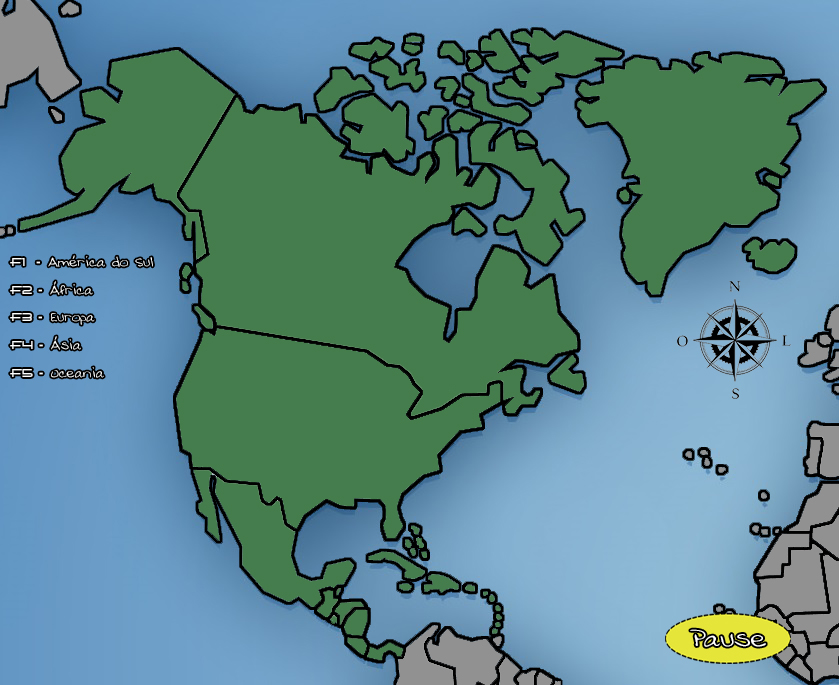 F1 - América do Sul
F2 - África
F3 - Europa
F4 - Ásia
F5 - Oceania
N
O L
S
Pause